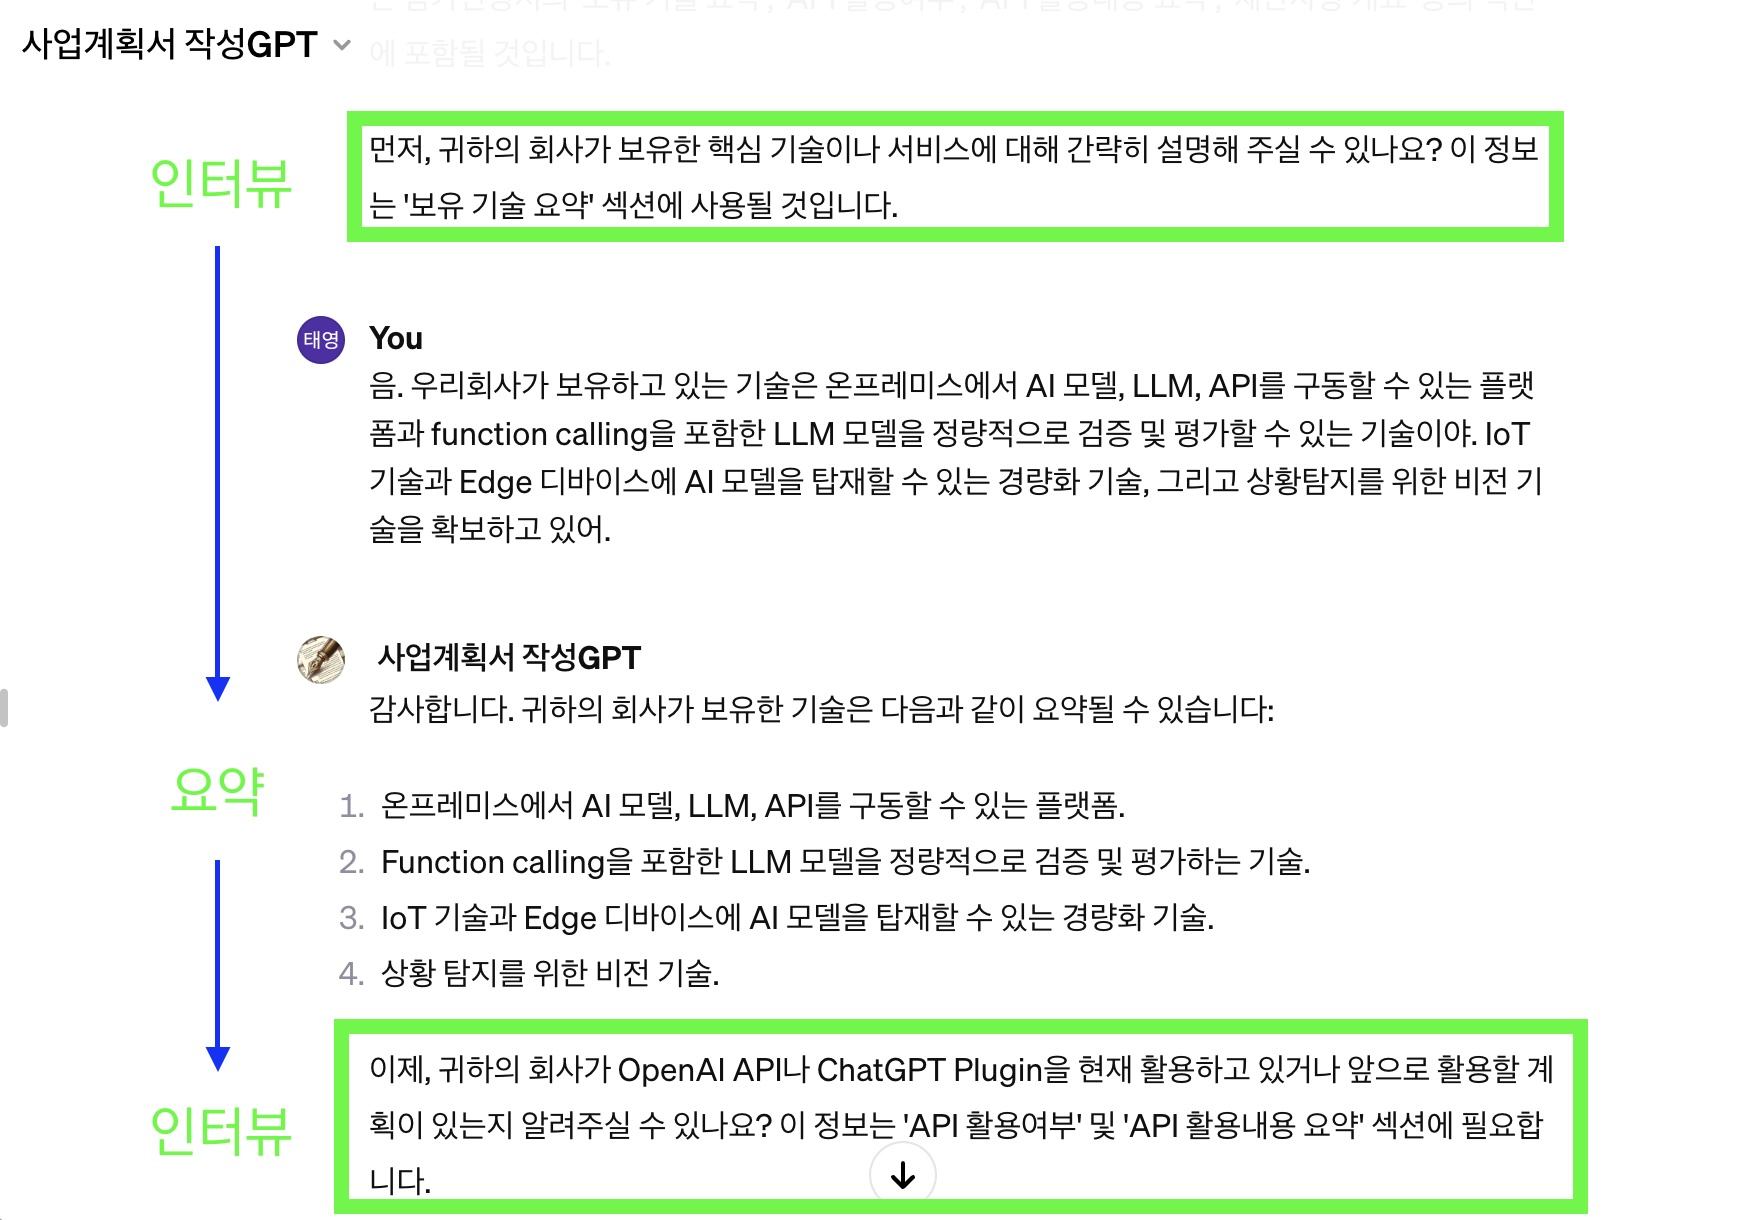 사업계획서 작성GPT
에 포함될 것입니다.
인터뷰
먼저, 귀하의 회사가 보유한 핵심 기술이나 서비스에 대해 간략히 설명해 주실 수 있나요? 이 정보
는 '보유 기술 요약' 섹션에 사용될 것입니다.
태영
You
음. 우리회사가 보유하고 있는 기술은 온프레미스에서 AI 모델, LLM, API를 구동할 수 있는 플랫
폼과 function calling을 포함한 LLM 모델을 정량적으로 검증 및 평가할 수 있는 기술이야. IoT
기술과 Edge 디바이스에 AI 모델을 탑재할 수 있는 경량화 기술, 그리고 상황탐지를 위한 비전 기
술을 확보하고 있어.
사업계획서 작성GPT
감사합니다. 귀하의 회사가 보유한 기술은 다음과 같이 요약될 수 있습니다:
요약
1. 온프레미스에서 AI 모델, LLM, API를 구동할 수 있는 플랫폼.
2. Function calling을 포함한 LLM 모델을 정량적으로 검증 및 평가하는 기술.
3. IoT 기술과 Edge 디바이스에 AI 모델을 탑재할 수 있는 경량화 기술.
4. 상황 탐지를 위한 비전 기술.
인터뷰
이제, 귀하의 회사가 OpenAI API나 ChatGPT Plugin을 현재 활용하고 있거나 앞으로 활용할 계
획이 있는지 알려주실 수 있나요? 이 정보는 'API 활용여부' 및 'API 활용내용 요약' 섹션에 필요합
니다.